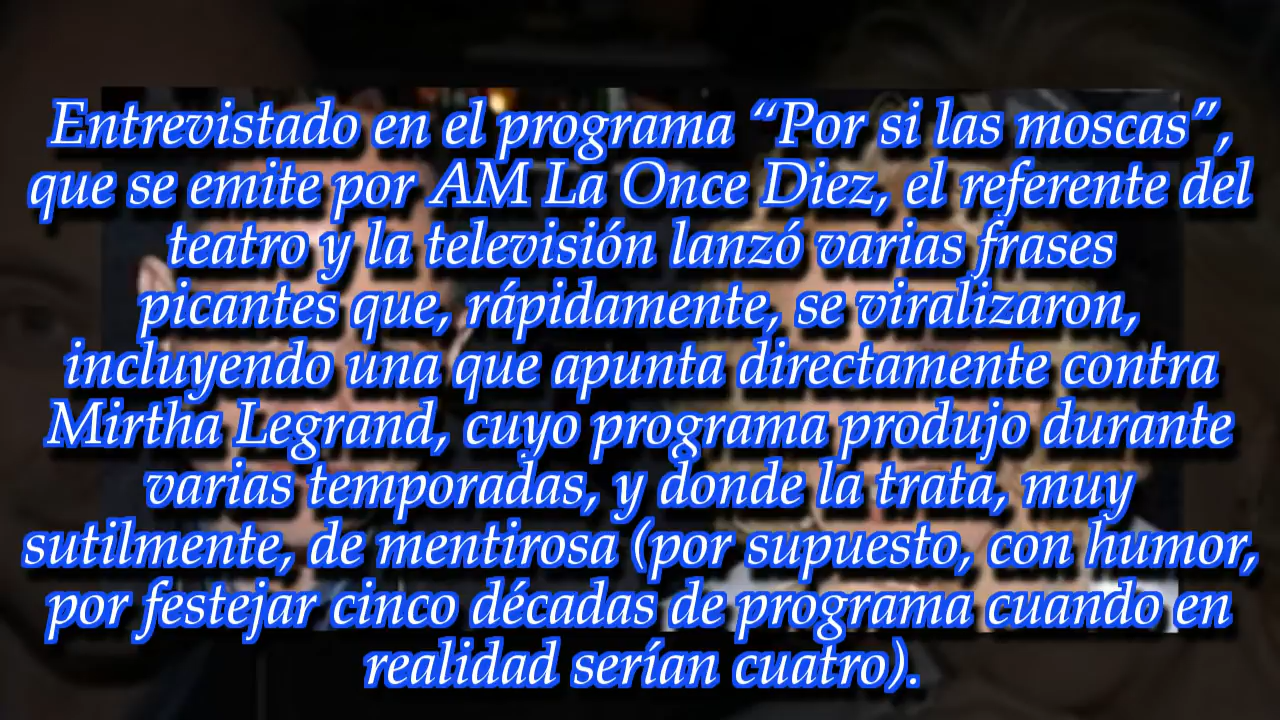 Entrevistado en el programa “Por si las moscas”,
que se emite por AM La Once Diez, el referente del
teatro y la televisión lanzó varias frases
picantes que, rápidamente, se viralizaron,
incluyendo una que apunta directamente contra
Mirtha Legrand, cuyo programa produjo durante
varias temporadas, y donde la trata, muy
sutilmente, de mentirosa (por supuesto, con humor,
por festejar cinco décadas de programa cuando en
realidad serían cuatro).